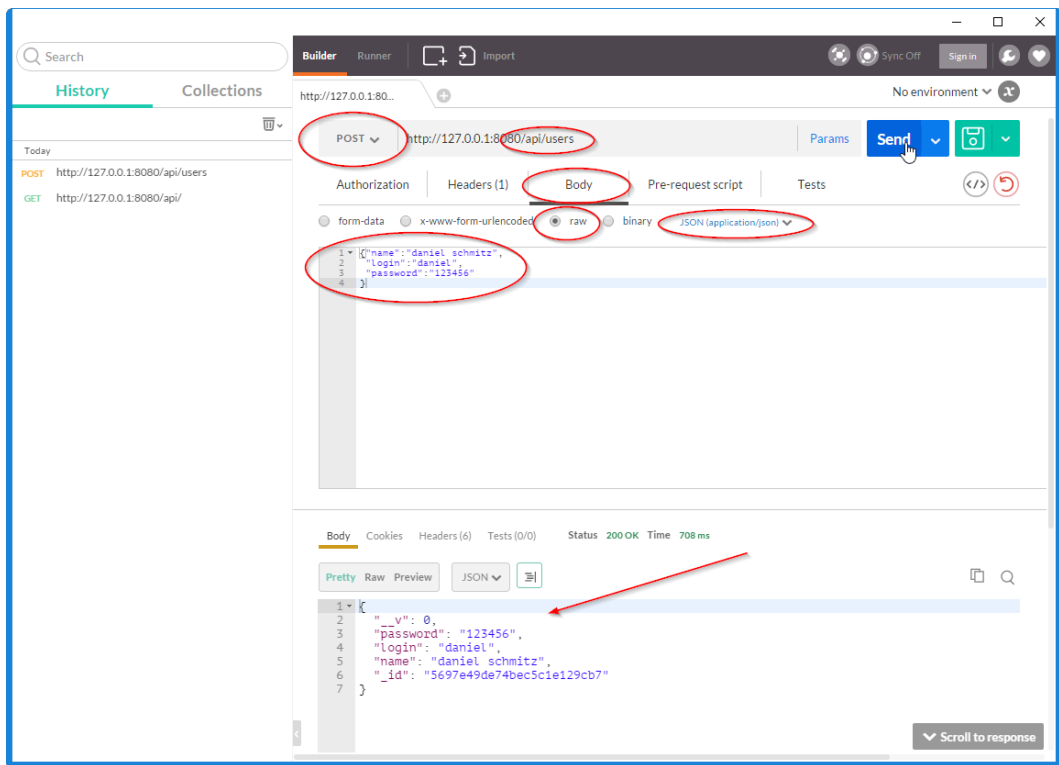 Search
Builder Runner Import Sync Off Sign in
History Collections
http://127.0.0.1:80... No environment
Today
POST http://127.0.0.1:8080/api/users
GET http://127.0.0.1:8080/api/
POST http://127.0.0.1:8080/api/users Params Send
Authorization Headers (1) Body Pre-request script Tests
form-data x-www-form-urlencoded raw binary JSON (application/json)
1 {"name":"daniel schmitz",
2 "login":"daniel",
3 "password":"123456"
4 }
Body Cookies Headers (6) Tests (0/0) Status 200 OK Time 708 ms
Pretty Raw Preview JSON
1 {
2 "__v": 0,
3 "password": "123456",
4 "login": "daniel",
5 "name": "daniel schmitz",
6 "_id": "5697e49de74bec5c1e129cb7"
7 }
Scroll to response